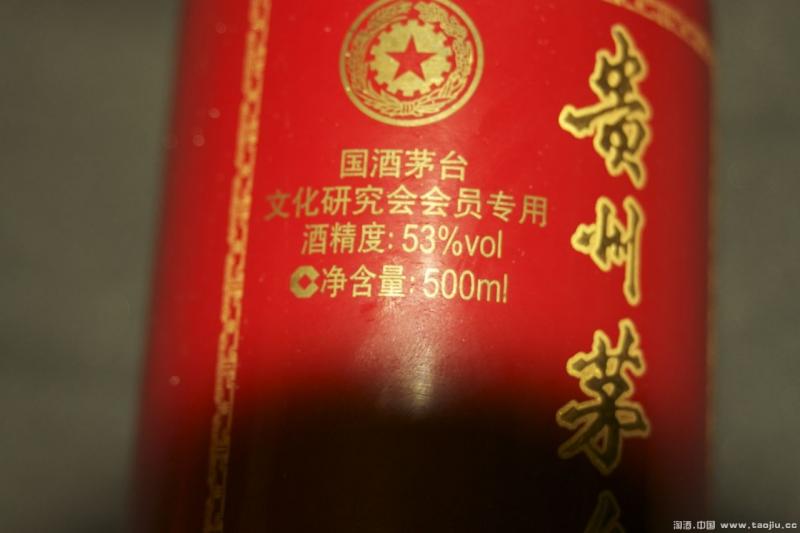 国酒茅台
文化研究会会员专用
酒精度: 53%vol
净含量: 500ml
贵州茅
淘酒.中国 www.taojiu.cc